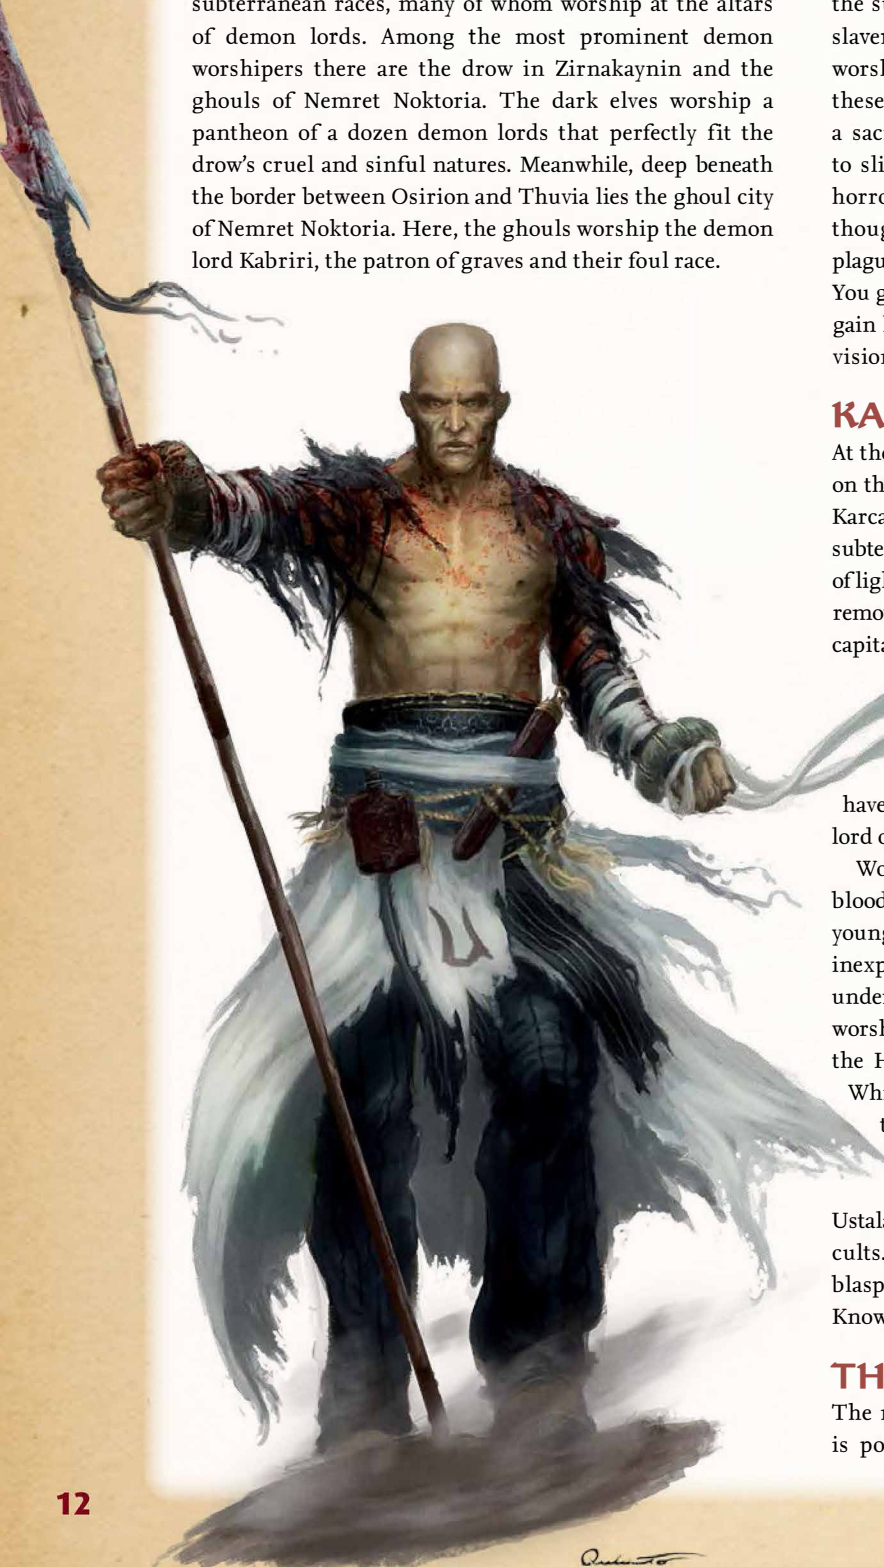 subterranean races, many of whom worship at the altars
of demon lords. Among the most prominent demon
worshipers there are the drow in Zirnakaynin and the
ghouls of Nemret Noktoria. The dark elves worship a
pantheon of a dozen demon lords that perfectly fit the
drow's cruel and sinful natures. Meanwhile, deep beneath
the border between Osirion and Thuvia lies the ghoul city
of Nemret Noktoria. Here, the ghouls worship the demon
lord Kabriri, the patron of graves and their foul race.
12
the s
slaver
worsh
these
a sac
to sli
horro
thoug
plagu
You g
gain
vision
KA
At the
on th
Karca
subte
of ligh
remo
capita
have
lord o
Wo
blood
young
inexp
under
worsh
the H
Whi
t
Ustala
cults.
blasp
Know
TH
The
is po